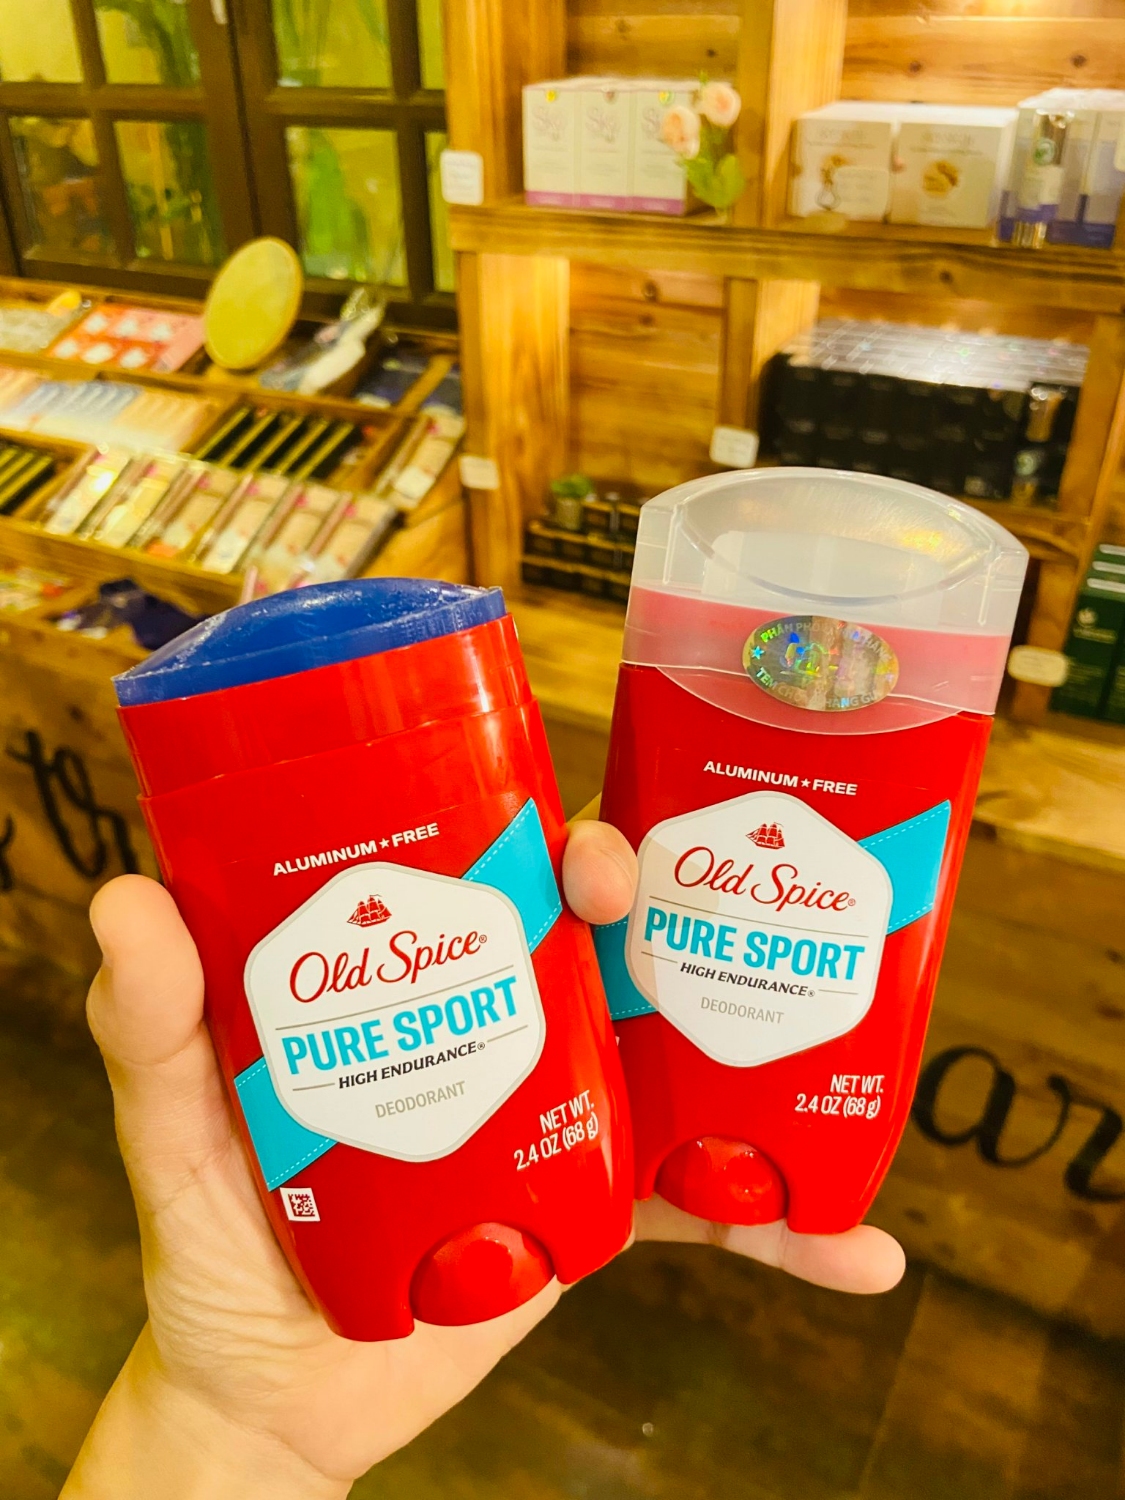 ALUMINUM★FREE
Old Spice®
PURE SPORT
HIGH ENDURANCE®
DEODORANT
NET WT.
2.4 OZ (68 g)
ALUMINUM★FREE
Old Spice®
PURE SPORT
HIGH ENDURANCE®
DEODORANT
NET WT.
2.4 OZ (68 g)